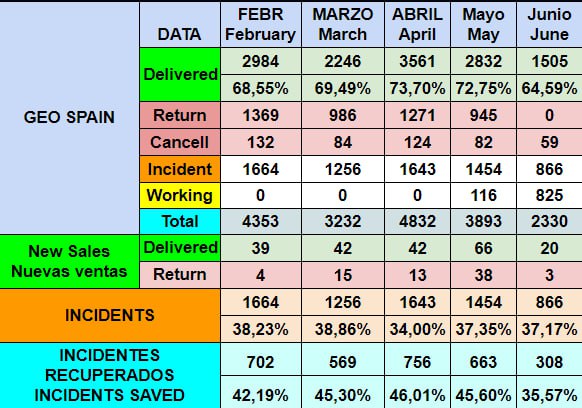 FEBR MARZO ABRIL Mayo Junio
DATA February March April May June
GEO SPAIN
Delivered 2984 2246 3561 2832 1505
68,55% 69,49% 73,70% 72,75% 64,59%
Return 1369 986 1271 945 0
Cancell 132 84 124 82 59
Incident 1664 1256 1643 1454 866
Working 0 0 0 116 825
Total 4353 3232 4832 3893 2330
New Sales
Nuevas ventas
Delivered 39 42 42 66 20
Return 4 15 13 38 3
INCIDENTS
1664 1256 1643 1454 866
38,23% 38,86% 34,00% 37,35% 37,17%
INCIDENTES
RECUPERADOS
INCIDENTS SAVED
702 569 756 663 308
42,19% 45,30% 46,01% 45,60% 35,57%